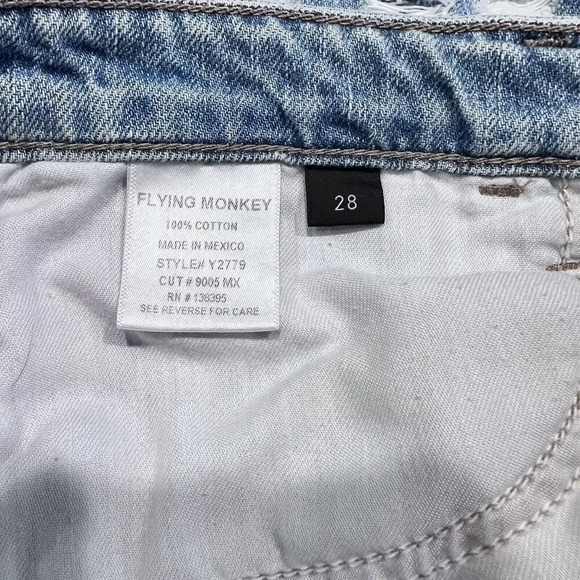 FLYING MONKEY
100% COTTON
MADE IN MEXICO
STYLE# Y2779
CUT # 9005 MX
RN # 136395
SEE REVERSE FOR CARE
28